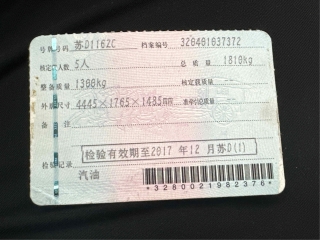 号牌号码 苏D116ZC 档案编号 320401037372
核定载人数 5人 总质量 1810kg
整备质量 1300kg 核定载质量 --
外廓尺寸 4445×1765×1485mm 准牵引总质量 --
备注
检验有效期至2017年12月苏D(1)
检验记录
汽油
*3280021982376*